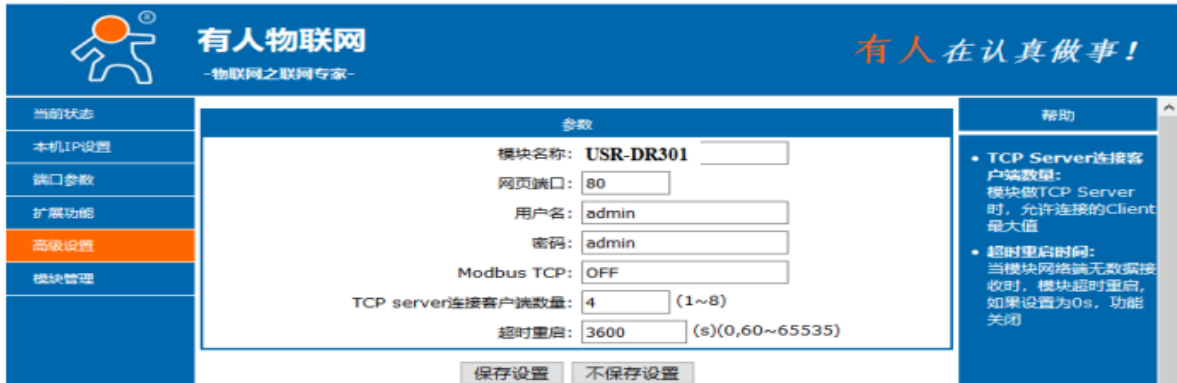 ®
有人物联网
-物联网之联网专家-
有人在认真做事!
当前状态
本机IP设置
端口参数
扩展功能
高级设置
模块管理
参数
模块名称: USR-DR301
网页端口: 80
用户名: admin
密码: admin
Modbus TCP: OFF
TCP server连接客户端数量: 4 (1~8)
超时重启: 3600 (s)(0,60~65535)
保存设置 不保存设置
帮助
• TCP Server连接客
户端数量:
模块做TCP Server
时，允许连接的Client
最大值
• 超时重启时间:
当模块网络端无数据接
收时，模块超时重启，
如果设置为0s，功能
关闭